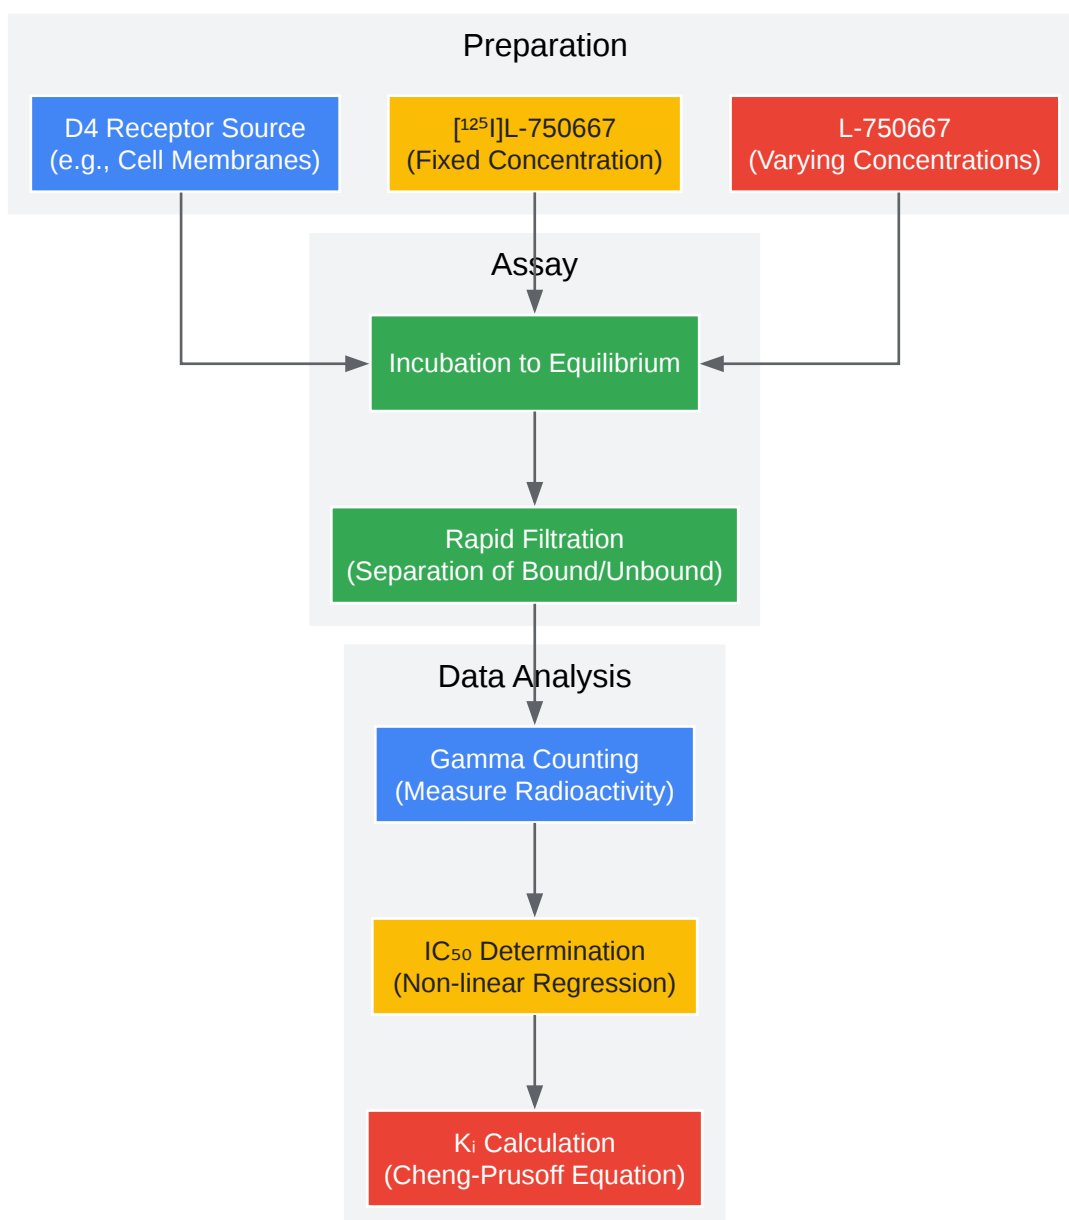 Preparation
D4 Receptor Source
(e.g., Cell Membranes)
[¹²⁵I]L-750667
(Fixed Concentration)
L-750667
(Varying Concentrations)
Assay
Incubation to Equilibrium
Rapid Filtration
(Separation of Bound/Unbound)
Data Analysis
Gamma Counting
(Measure Radioactivity)
IC₅₀ Determination
(Non-linear Regression)
Kᵢ Calculation
(Cheng-Prusoff Equation)